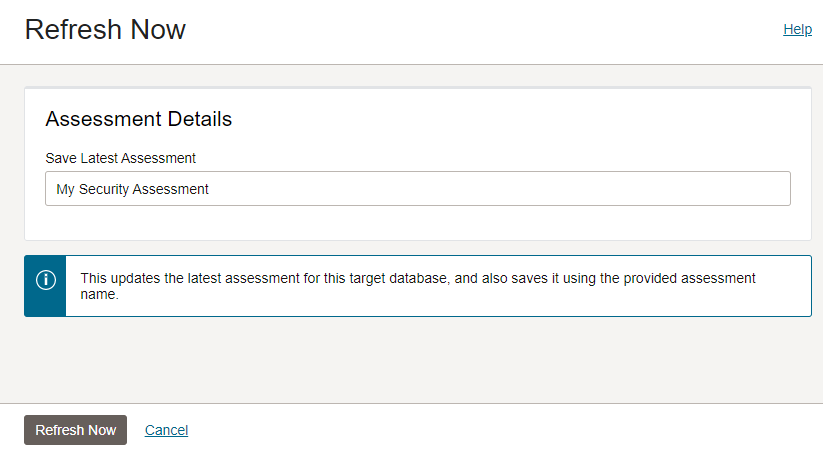 Refresh Now
Help
Assessment Details
Save Latest Assessment
My Security Assessment
This updates the latest assessment for this target database, and also saves it using the provided assessment
name.
Refresh Now
Cancel